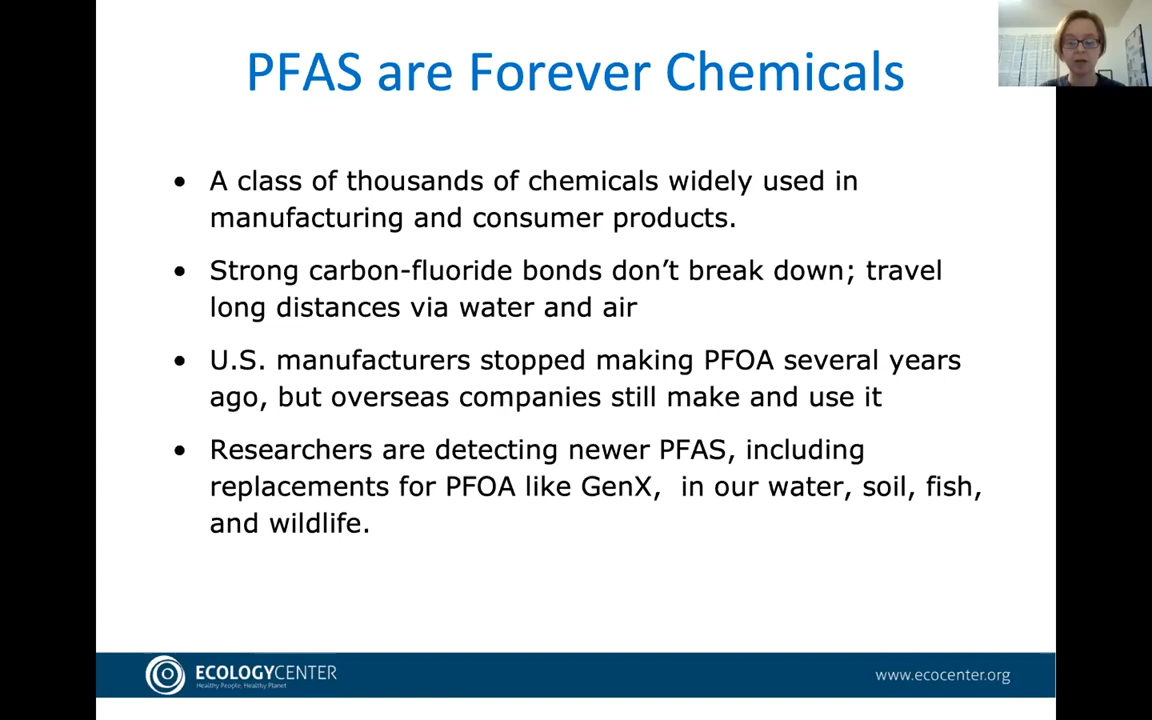 PFAS are Forever Chemicals
• A class of thousands of chemicals widely used in
manufacturing and consumer products.
• Strong carbon-fluoride bonds don’t break down; travel
long distances via water and air
• U.S. manufacturers stopped making PFOA several years
ago, but overseas companies still make and use it
• Researchers are detecting newer PFAS, including
replacements for PFOA like GenX,  in our water, soil, fish,
and wildlife.
ECOLOGYCENTER
Healthy People, Healthy Planet
www.ecocenter.org